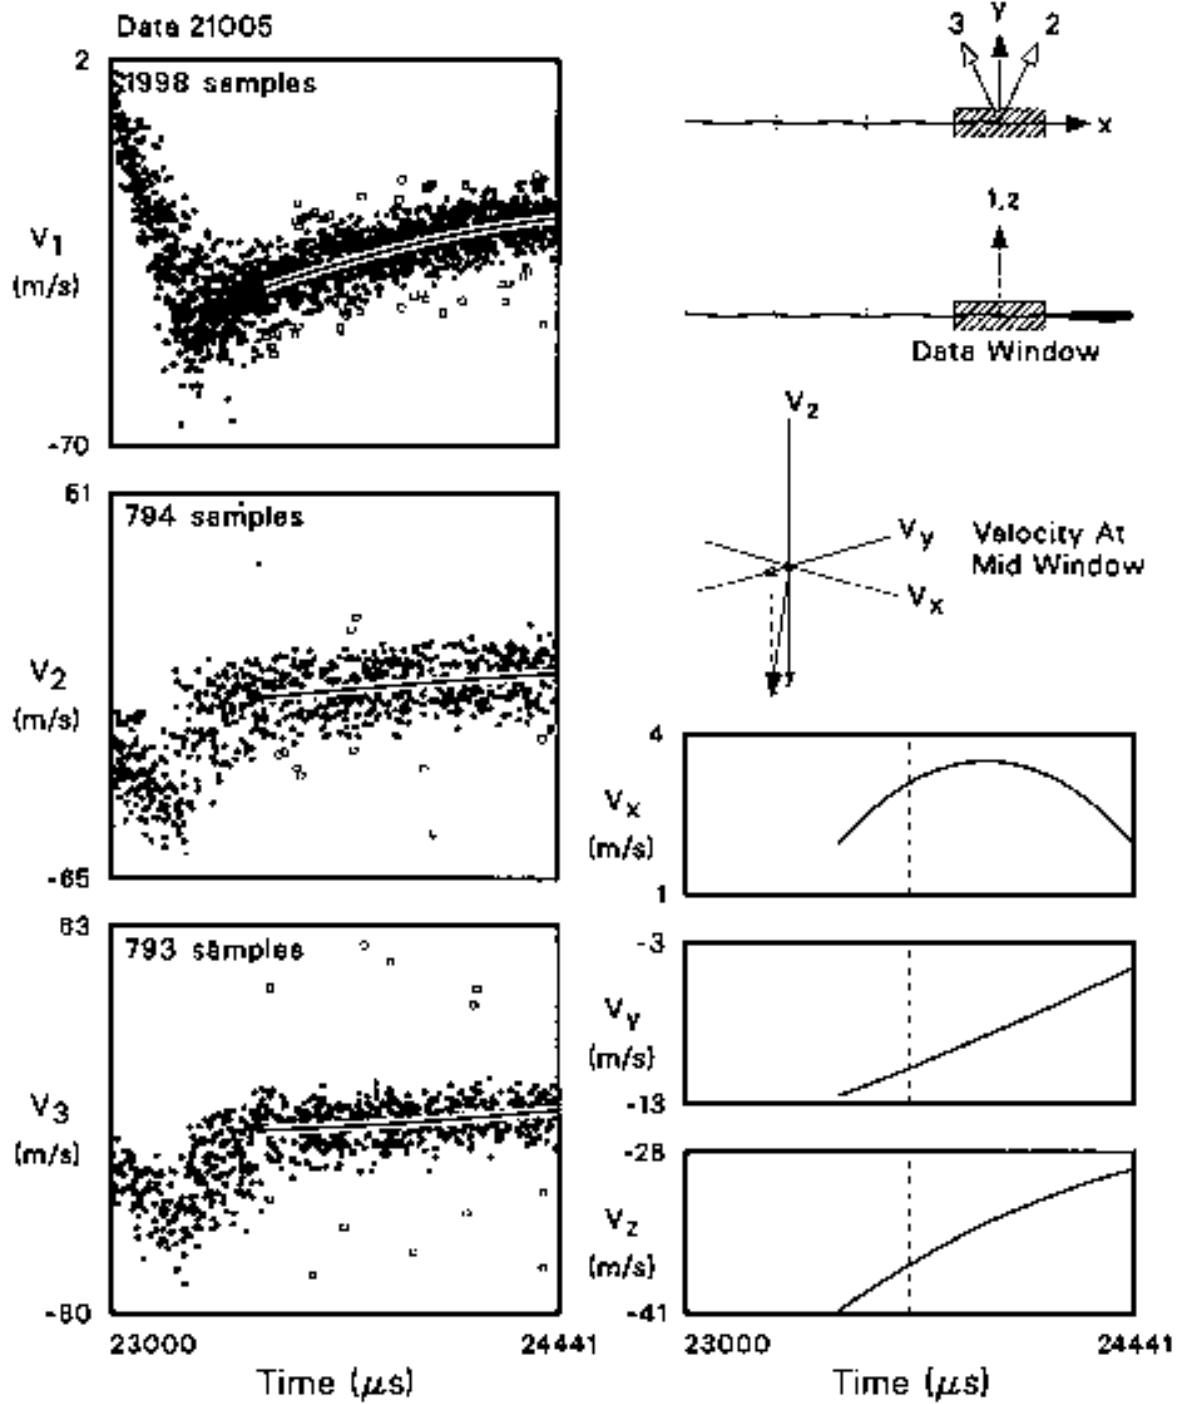 Data 21005
2
1998 samples
V1
(m/s)
-70
61
794 samples
V2
(m/s)
-65
83
793 samples
V3
(m/s)
-80
23000
24441
Time (μs)
3
Y
2
x
1,z
Data Window
Vz
Vy
Vx
Velocity At
Mid Window
4
Vx
(m/s)
1
-3
Vy
(m/s)
-13
-28
Vz
(m/s)
-41
23000
24441
Time (μs)